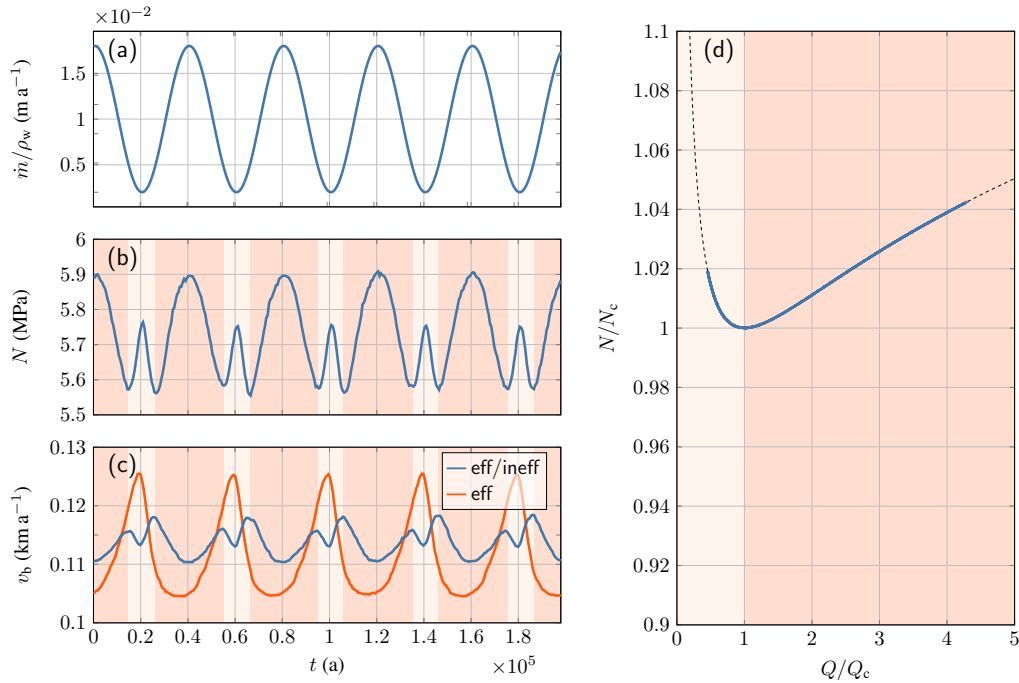 ×10⁻²
(a)
1.5
1
0.5
ṁ/ρw (m a⁻¹)
(b)
6
5.9
5.8
5.7
5.6
5.5
N (MPa)
(c)
eff/ineff
eff
0.13
0.12
0.11
0.1
vb (km a⁻¹)
0 0.2 0.4 0.6 0.8 1 1.2 1.4 1.6 1.8
t (a)
×10⁵
(d)
1.1
1.08
1.06
1.04
1.02
1
0.98
0.96
0.94
0.92
0.9
N/Nc
0 1 2 3 4 5
Q/Qc